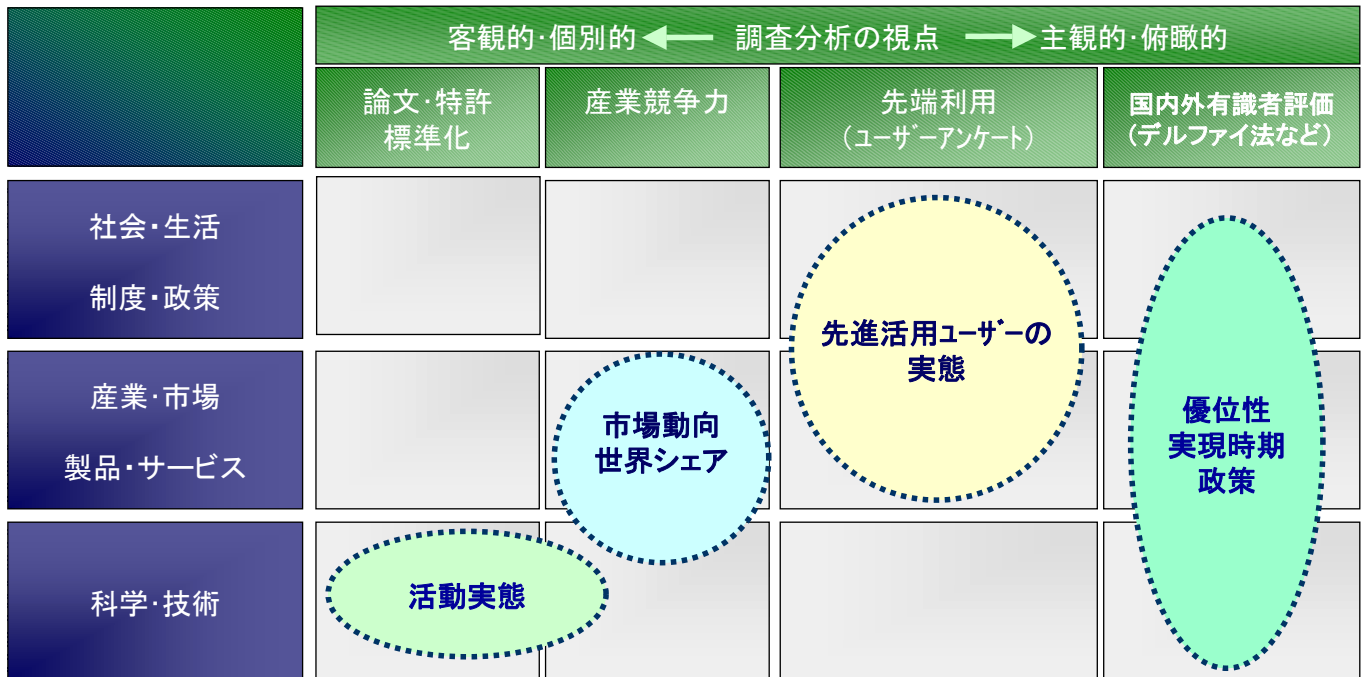 客観的・個別的 調査分析の視点 主観的・俯瞰的
論文・特許
標準化
産業競争力
先端利用
（ユーザーアンケート）
国内外有識者評価
（デルファイ法など）
社会・生活
制度・政策
先進活用ユーザーの
実態
産業・市場
製品・サービス
市場動向
世界シェア
優位性
実現時期
政策
科学・技術
活動実態